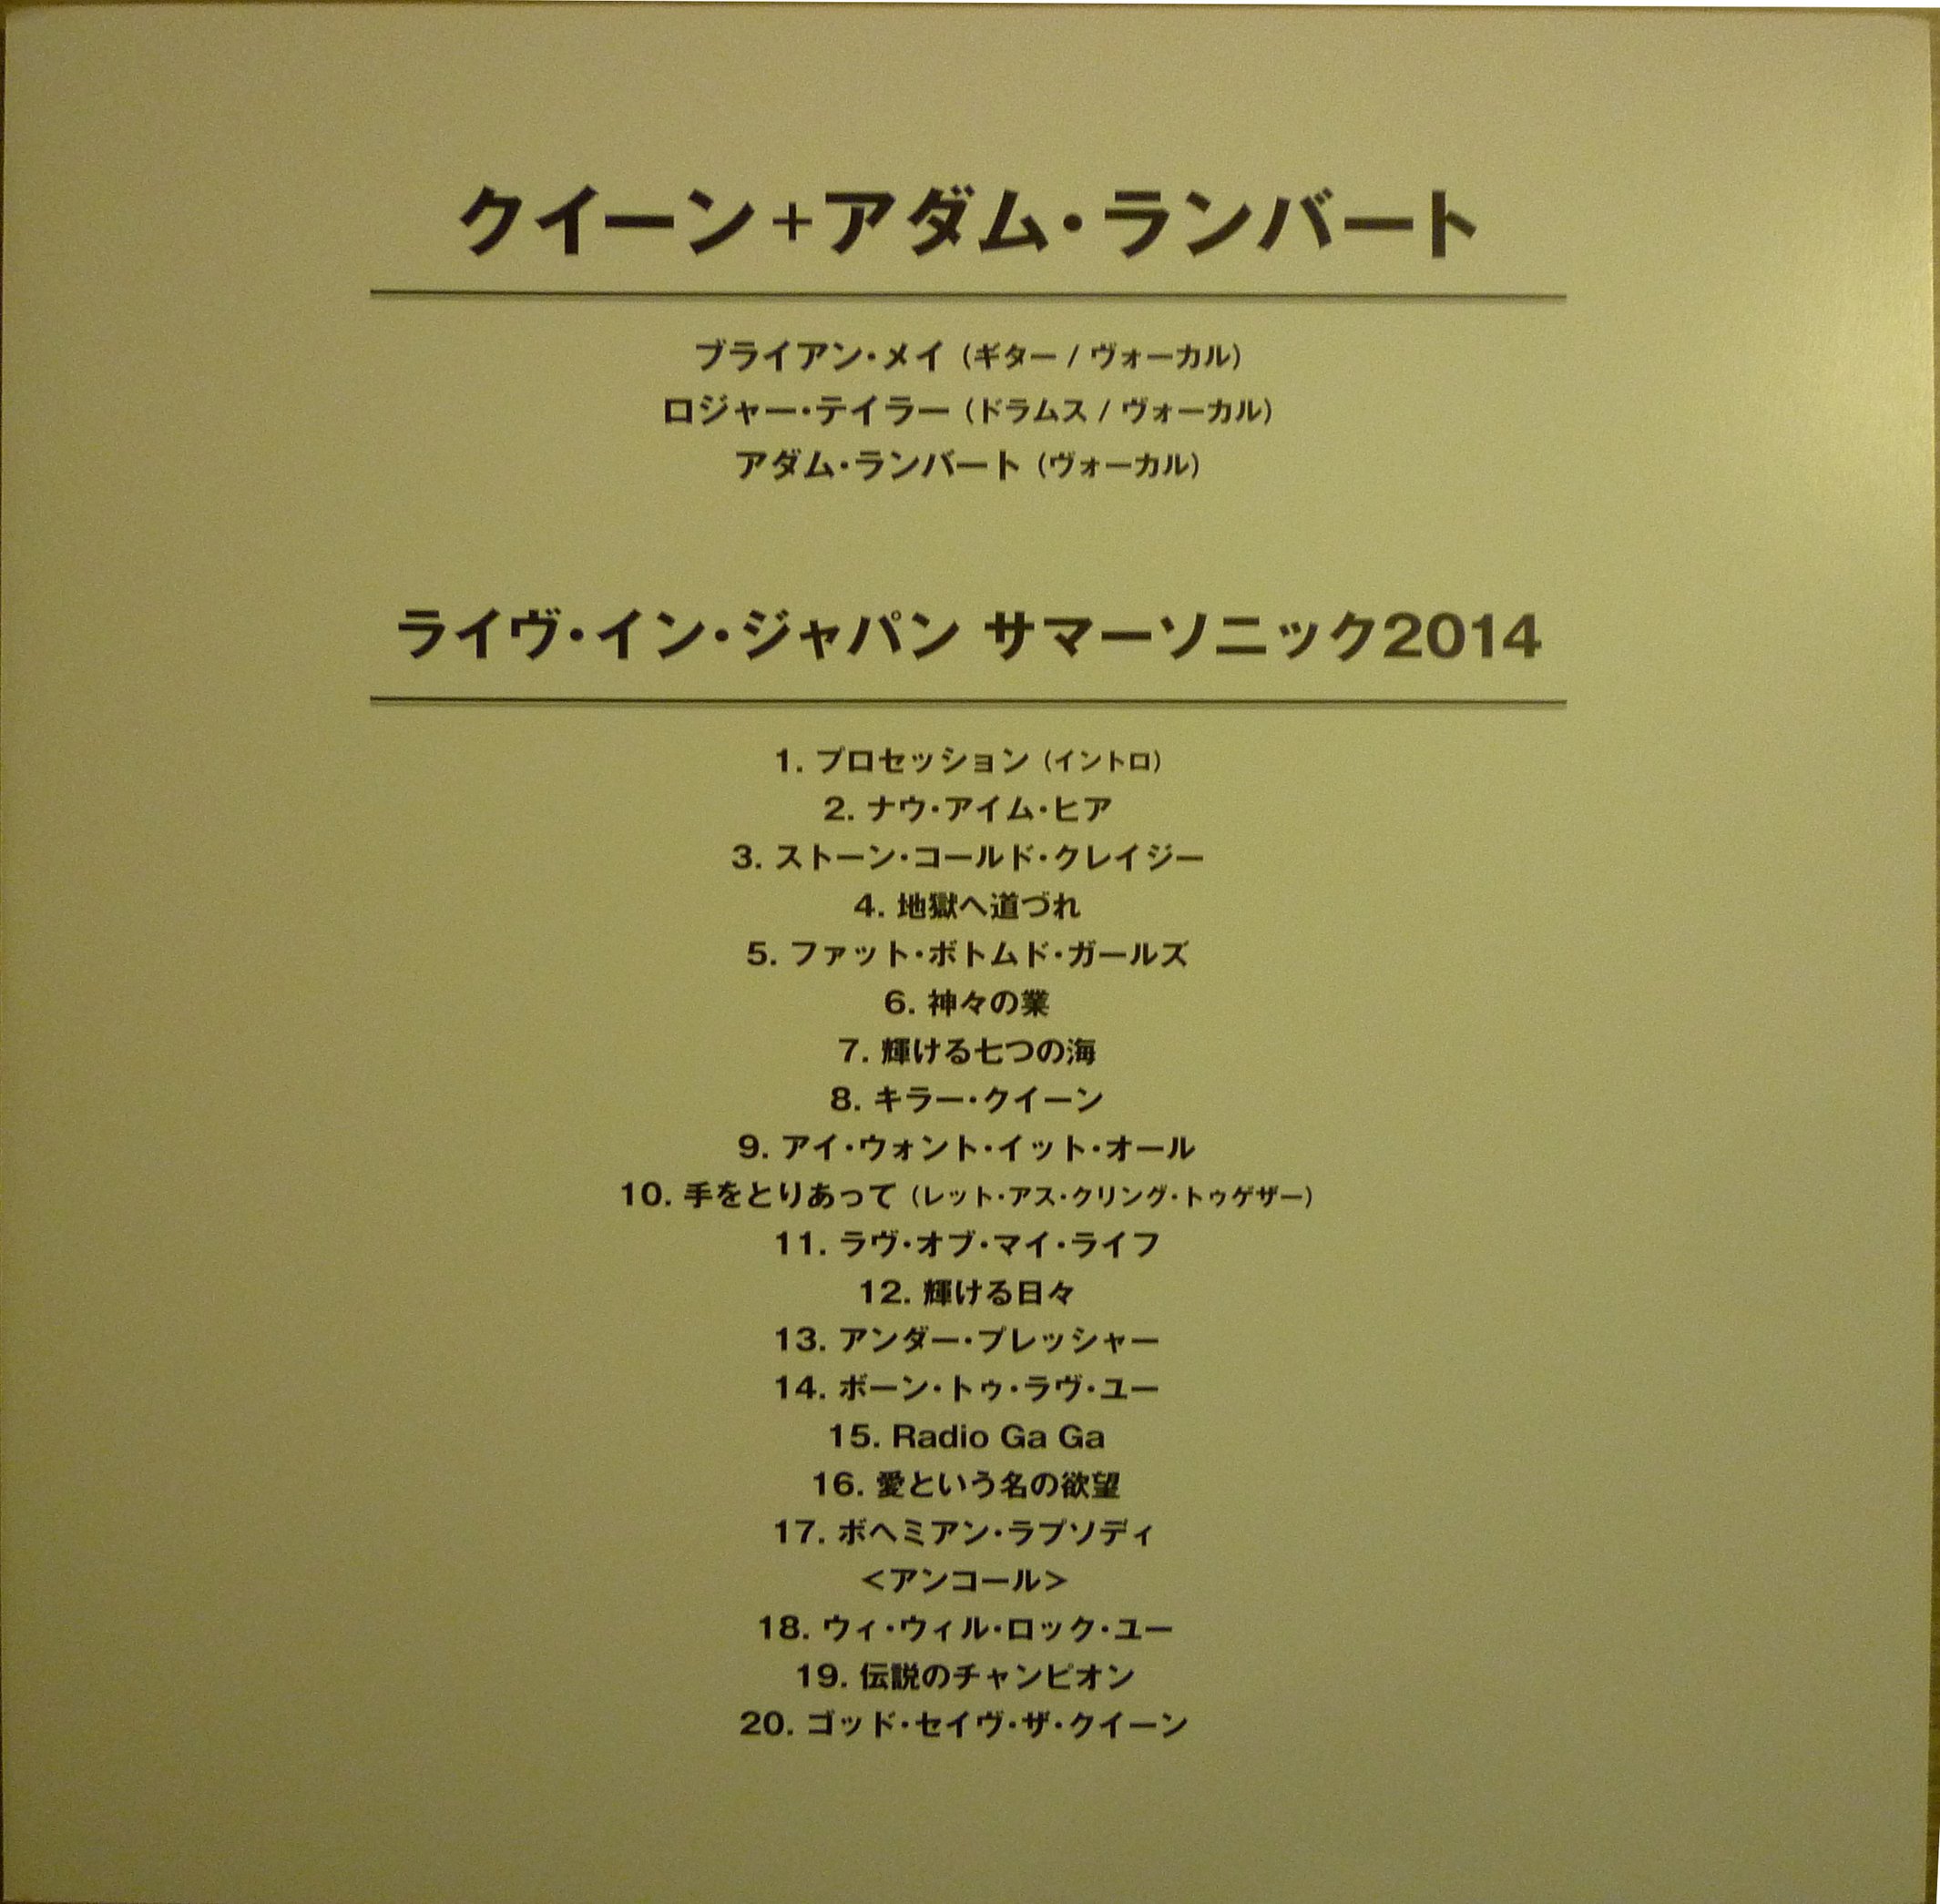 クイーン+アダム・ランバート
ブライアン・メイ（ギター / ヴォーカル）
ロジャー・テイラー（ドラムス / ヴォーカル）
アダム・ランバート（ヴォーカル）
ライヴ・イン・ジャパン サマーソニック2014
1. プロセッション（イントロ）
2. ナウ・アイム・ヒア
3. ストーン・コールド・クレイジー
4. 地獄へ道づれ
5. ファット・ボトムド・ガールズ
6. 神々の業
7. 輝ける七つの海
8. キラー・クイーン
9. アイ・ウォント・イット・オール
10. 手をとりあって（レット・アス・クリング・トゥゲザー）
11. ラヴ・オブ・マイ・ライフ
12. 輝ける日々
13. アンダー・プレッシャー
14. ボーン・トゥ・ラヴ・ユー
15. Radio Ga Ga
16. 愛という名の欲望
17. ボヘミアン・ラプソディ
＜アンコール＞
18. ウィ・ウィル・ロック・ユー
19. 伝説のチャンピオン
20. ゴッド・セイヴ・ザ・クイーン